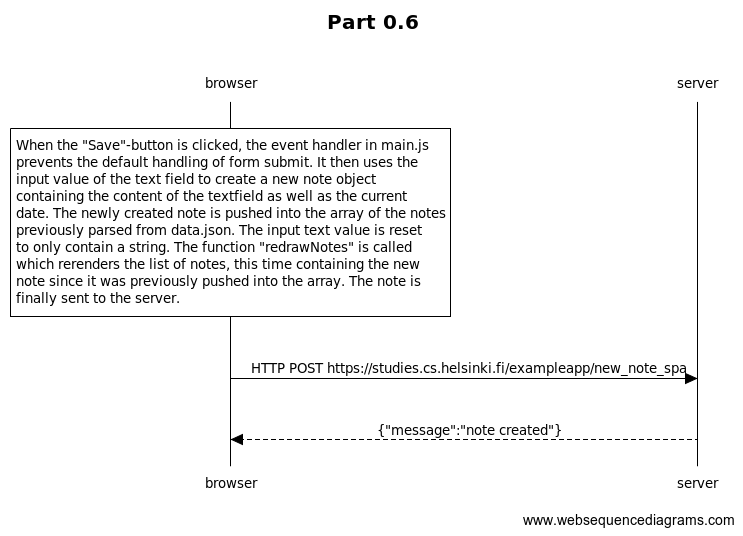 Part 0.6
browser server
When the "Save"-button is clicked, the event handler in main.js
prevents the default handling of form submit. It then uses the
input value of the text field to create a new note object
containing the content of the textfield as well as the current
date. The newly created note is pushed into the array of the notes
previously parsed from data.json. The input text value is reset
to only contain a string. The function "redrawNotes" is called
which rerenders the list of notes, this time containing the new
note since it was previously pushed into the array. The note is
finally sent to the server.
HTTP POST https://studies.cs.helsinki.fi/exampleapp/new_note_spa
{"message":"note created"}
browser server
www.websequencediagrams.com